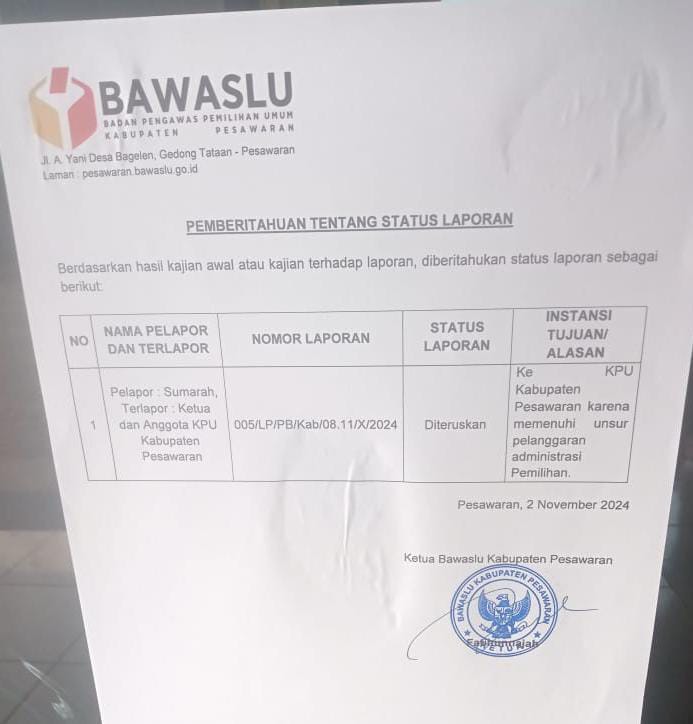 BAWASLU
BADAN PENGAWAS PEMILIHAN UMUM
KABUPATEN PESAWARAN
Jl. A. Yani Desa Bagelen, Gedong Tataan - Pesawaran
Laman : pesawaran.bawaslu.go.id
PEMBERITAHUAN TENTANG STATUS LAPORAN
Berdasarkan hasil kajian awal atau kajian terhadap laporan, diberitahukan status laporan sebagai
berikut:
NO
NAMA PELAPOR
DAN TERLAPOR
NOMOR LAPORAN
STATUS
LAPORAN
INSTANSI
TUJUAN/
ALASAN
1
Pelapor : Sumarah,
Terlapor : Ketua
dan Anggota KPU
Kabupaten
Pesawaran
005/LP/PB/Kab/08.11/X/2024
Diteruskan
Ke KPU
Kabupaten
Pesawaran karena
memenuhi unsur
pelanggaran
administrasi
Pemilihan.
Pesawaran, 2 November 2024
Ketua Bawaslu Kabupaten Pesawaran
BAWASLU KABUPATEN PESAWARAN
KETUA